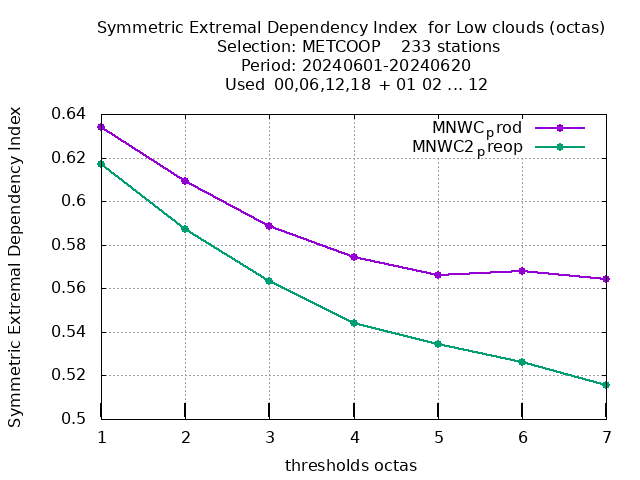 Symmetric Extremal Dependency Index  for Low clouds (octas)
Selection: METCOOP    233 stations
Period: 20240601-20240620
Used  00,06,12,18 + 01 02 ... 12
Symmetric Extremal Dependency Index
0.64
0.62
0.6
0.58
0.56
0.54
0.52
0.5
MNWCprod
MNWC2preop
1 2 3 4 5 6 7
thresholds octas